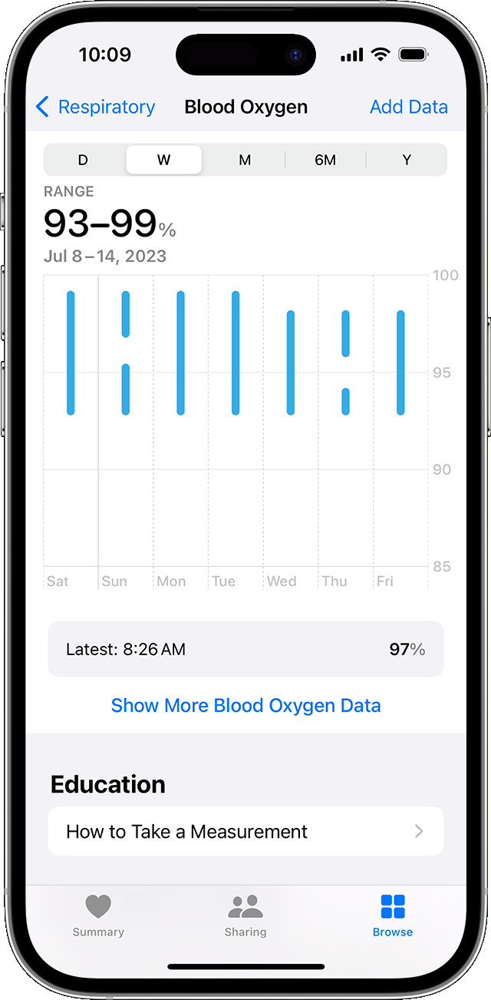 10:09
Respiratory Blood Oxygen Add Data
D W M 6M Y
RANGE
93–99%
Jul 8–14, 2023
100
95
90
85
Sat Sun Mon Tue Wed Thu Fri
Latest: 8:26 AM 97%
Show More Blood Oxygen Data
Education
How to Take a Measurement
Summary Sharing Browse